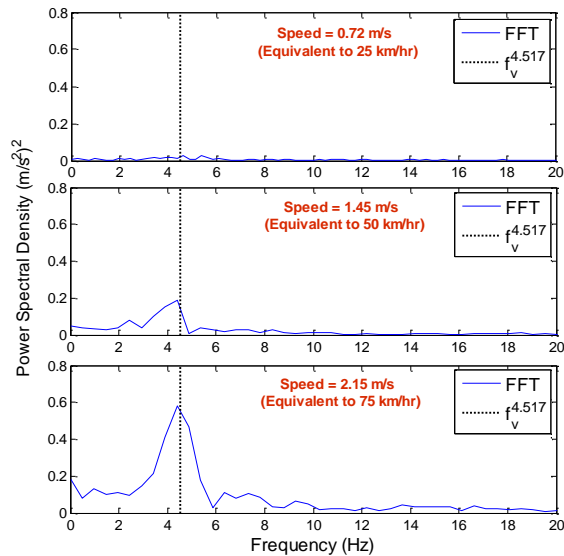 Power Spectral Density (m/s²)²
0.8
0.6
0.4
0.2
0
0 2 4 6 8 10 12 14 16 18 20
Speed = 0.72 m/s
(Equivalent to 25 km/hr)
FFT
f_v^4.517
0.8
0.6
0.4
0.2
0
0 2 4 6 8 10 12 14 16 18 20
Speed = 1.45 m/s
(Equivalent to 50 km/hr)
FFT
f_v^4.517
0.8
0.6
0.4
0.2
0
0 2 4 6 8 10 12 14 16 18 20
Speed = 2.15 m/s
(Equivalent to 75 km/hr)
FFT
f_v^4.517
Frequency (Hz)